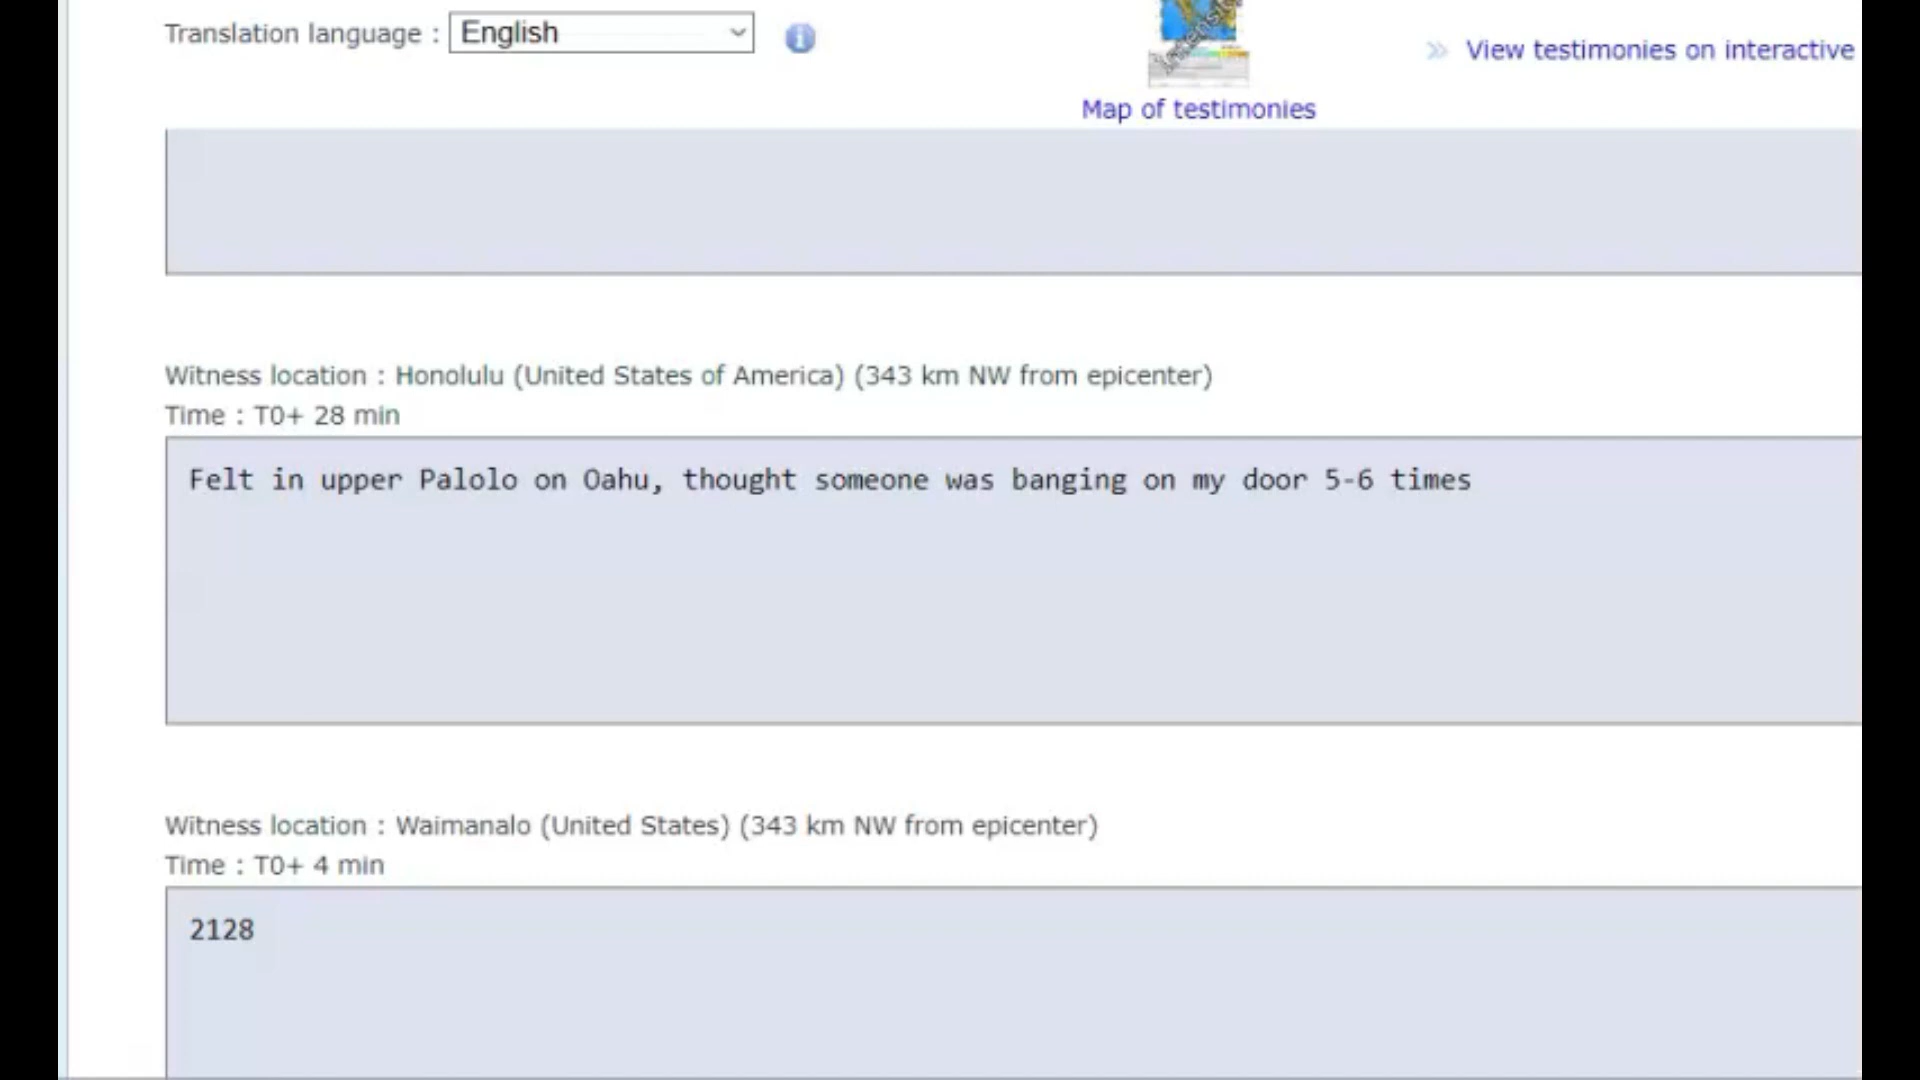 Translation language : English
View testimonies on interactive
Map of testimonies
Witness location : Honolulu (United States of America) (343 km NW from epicenter)
Time : T0+ 28 min
Felt in upper Palolo on Oahu, thought someone was banging on my door 5-6 times
Witness location : Waimanalo (United States) (343 km NW from epicenter)
Time : T0+ 4 min
2128